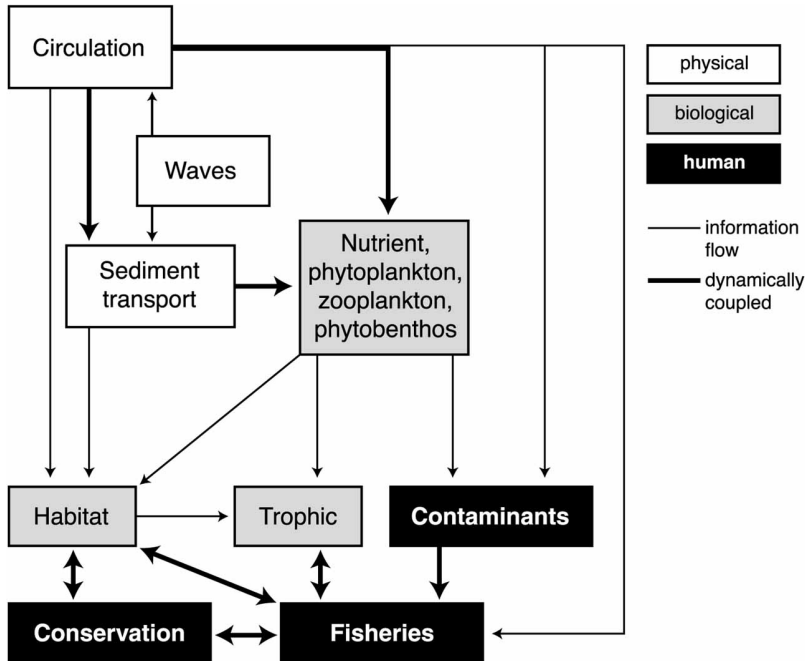 Circulation
physical
biological
human
Waves
information
flow
dynamically
coupled
Sediment
transport
Nutrient,
phytoplankton,
zooplankton,
phytobenthos
Habitat
Trophic
Contaminants
Conservation
Fisheries